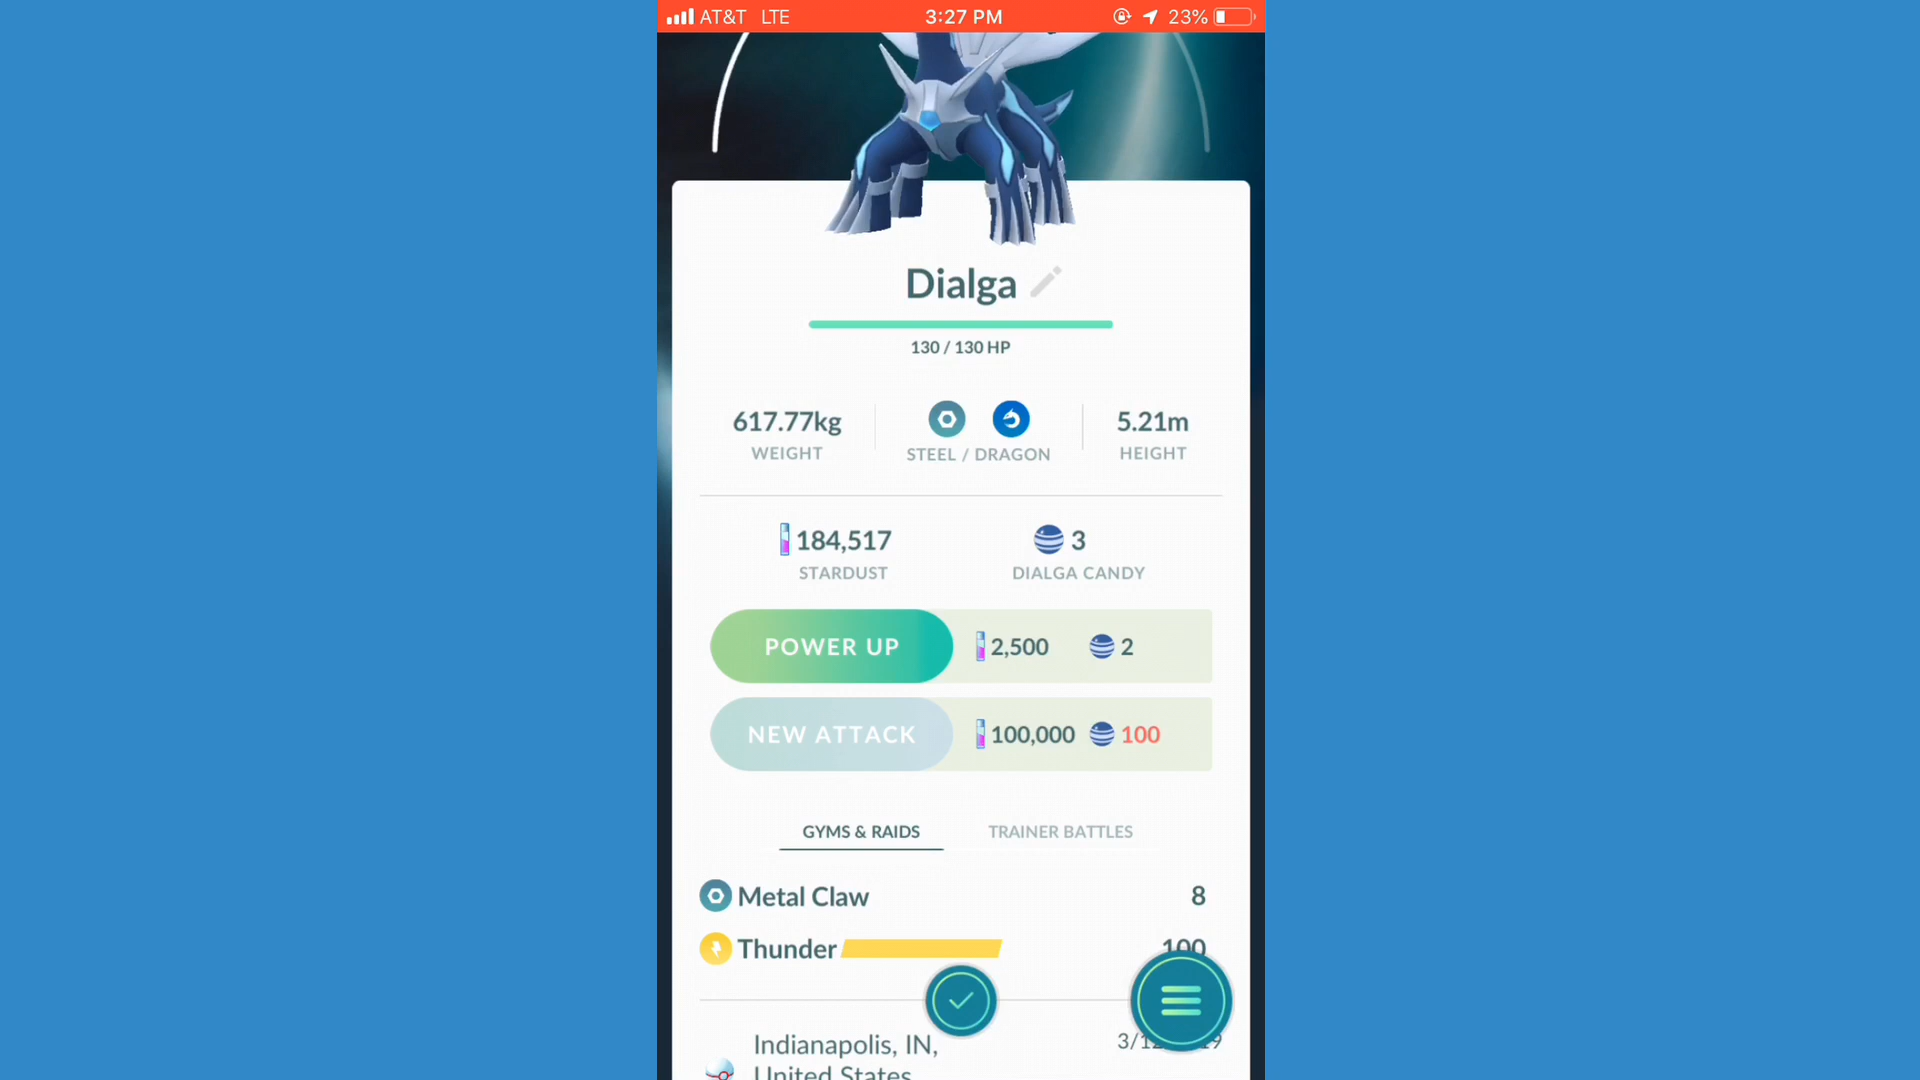 AT&T LTE 3:27 PM 23%
Dialga
130 / 130 HP
617.77kg 5.21m
WEIGHT STEEL / DRAGON HEIGHT
184,517 3
STARDUST DIALGA CANDY
POWER UP 2,500 2
NEW ATTACK 100,000 100
GYMS & RAIDS TRAINER BATTLES
Metal Claw 8
Thunder 100
Indianapolis, IN,
United States